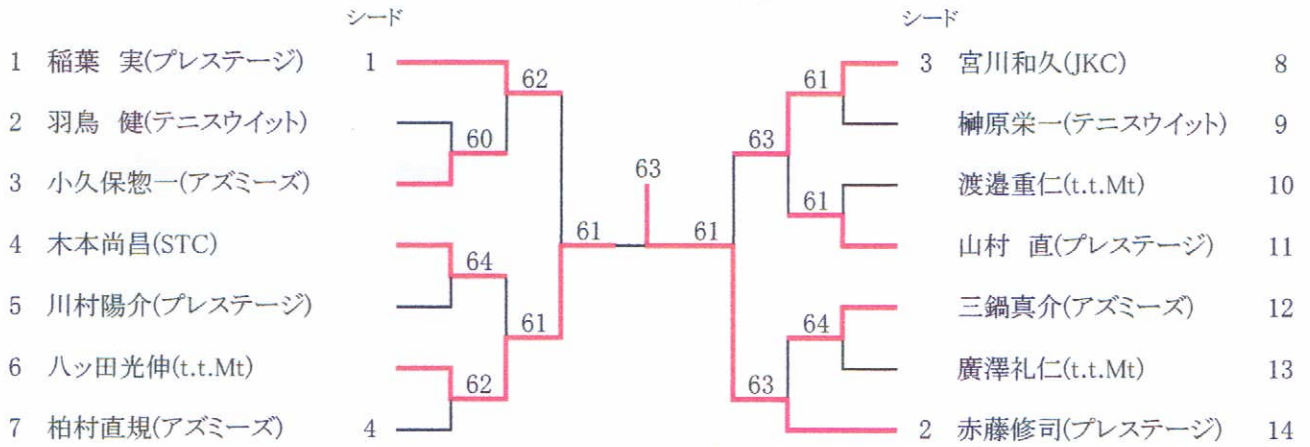 シード シード
1 稲葉 実(プレステージ) 1 62 61 3 宮川和久(JKC) 8
2 羽鳥 健(テニスウイット) 60 63 榊原栄一(テニスウイット) 9
3 小久保惣一(アズミーズ) 63 61 渡邉重仁(t.t.Mt) 10
4 木本尚昌(STC) 64 61 61 山村 直(プレステージ) 11
5 川村陽介(プレステージ) 61 64 三鍋真介(アズミーズ) 12
6 八ッ田光伸(t.t.Mt) 62 63 廣澤礼仁(t.t.Mt) 13
7 柏村直規(アズミーズ) 4 2 赤藤修司(プレステージ) 14